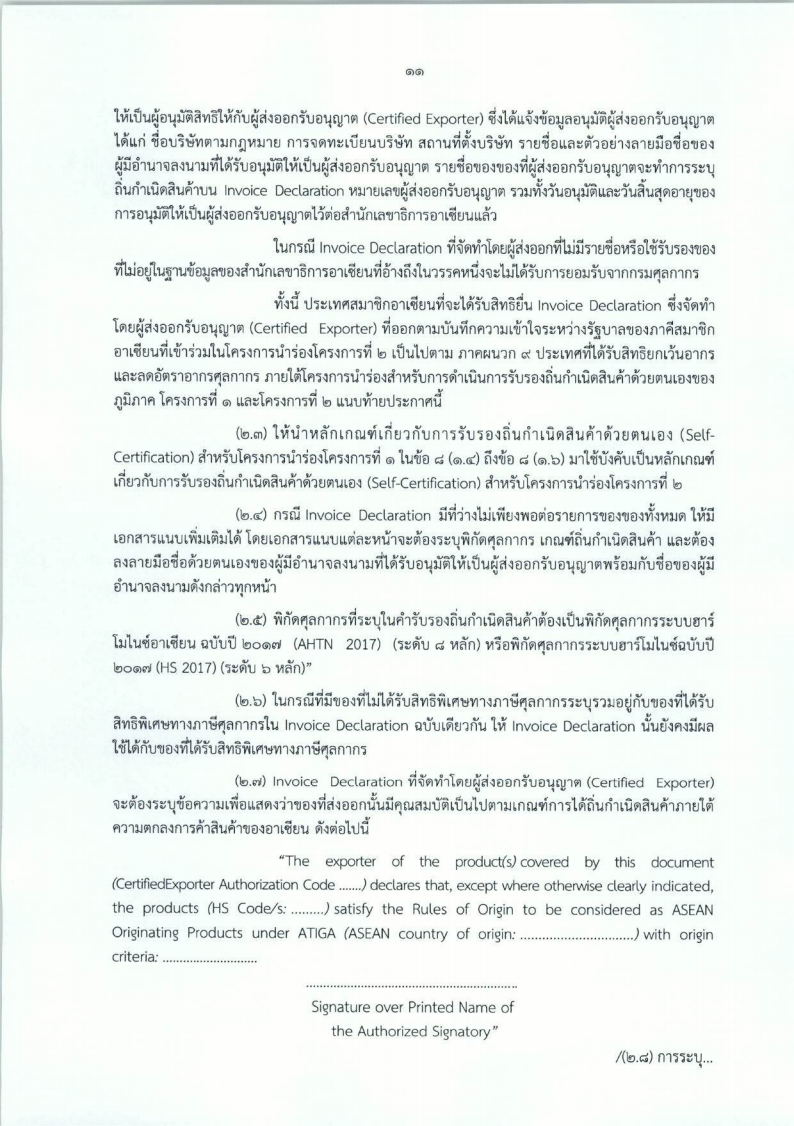 ๑๑
ให้เป็นผู้อนุมัติสิทธิให้กับผู้ส่งออกรับอนุญาต (Certified Exporter) ซึ่งได้แจ้งข้อมูลอนุมัติผู้ส่งออกรับอนุญาต
ได้แก่ ชื่อบริษัทตามกฎหมาย การจดทะเบียนบริษัท สถานที่ตั้งบริษัท รายชื่อและตัวอย่างลายมือชื่อของ
ผู้มีอำนาจลงนามที่ได้รับอนุมัติให้เป็นผู้ส่งออกรับอนุญาต รายชื่อของของที่ผู้ส่งออกรับอนุญาตจะทำการระบุ
ถิ่นกำเนิดสินค้าบน Invoice Declaration หมายเลขผู้ส่งออกรับอนุญาต รวมทั้งวันอนุมัติและวันสิ้นสุดอายุของ
การอนุมัติให้เป็นผู้ส่งออกรับอนุญาตไว้ต่อสำนักเลขาธิการอาเซียนแล้ว
ในกรณี Invoice Declaration ที่จัดทำโดยผู้ส่งออกที่ไม่มีรายชื่อหรือใช้รับรองของ
ที่ไม่อยู่ในฐานข้อมูลของสำนักเลขาธิการอาเซียนที่อ้างถึงในวรรคหนึ่งจะไม่ได้รับการยอมรับจากกรมศุลกากร
ทั้งนี้ ประเทศสมาชิกอาเซียนที่จะได้รับสิทธิยื่น Invoice Declaration ซึ่งจัดทำ
โดยผู้ส่งออกรับอนุญาต (Certified Exporter) ที่ออกตามบันทึกความเข้าใจระหว่างรัฐบาลของภาคีสมาชิก
อาเซียนที่เข้าร่วมในโครงการนำร่องโครงการที่ ๒ เป็นไปตาม ภาคผนวก ๙ ประเทศที่ได้รับสิทธิยกเว้นอากร
และลดอัตราอากรศุลกากร ภายใต้โครงการนำร่องสำหรับการดำเนินการรับรองถิ่นกำเนิดสินค้าด้วยตนเองของ
ภูมิภาค โครงการที่ ๑ และโครงการที่ ๒ แนบท้ายประกาศนี้
(๒.๓) ให้นำหลักเกณฑ์เกี่ยวกับการรับรองถิ่นกำเนิดสินค้าด้วยตนเอง (Self-
Certification) สำหรับโครงการนำร่องโครงการที่ ๑ ในข้อ ๘ (๑.๔) ถึงข้อ ๘ (๑.๖) มาใช้บังคับเป็นหลักเกณฑ์
เกี่ยวกับการรับรองถิ่นกำเนิดสินค้าด้วยตนเอง (Self-Certification) สำหรับโครงการนำร่องโครงการที่ ๒
(๒.๔) กรณี Invoice Declaration มีที่ว่างไม่เพียงพอต่อรายการของของทั้งหมด ให้มี
เอกสารแนบเพิ่มเติมได้ โดยเอกสารแนบแต่ละหน้าจะต้องระบุพิกัดศุลกากร เกณฑ์ถิ่นกำเนิดสินค้า และต้อง
ลงลายมือชื่อด้วยตนเองของผู้มีอำนาจลงนามที่ได้รับอนุมัติให้เป็นผู้ส่งออกรับอนุญาตพร้อมกับชื่อของผู้มี
อำนาจลงนามดังกล่าวทุกหน้า
(๒.๕) พิกัดศุลกากรที่ระบุในคำรับรองถิ่นกำเนิดสินค้าต้องเป็นพิกัดศุลกากรระบบฮาร์
โมไนซ์อาเซียน ฉบับปี ๒๐๑๗ (AHTN 2017) (ระดับ ๘ หลัก) หรือพิกัดศุลกากรระบบฮาร์โมไนซ์ฉบับปี
๒๐๑๗ (HS 2017) (ระดับ ๖ หลัก)"
(๒.๖) ในกรณีที่มีของที่ไม่ได้รับสิทธิพิเศษทางภาษีศุลกากรระบุรวมอยู่กับของที่ได้รับ
สิทธิพิเศษทางภาษีศุลกากรใน Invoice Declaration ฉบับเดียวกัน ให้ Invoice Declaration นั้นยังคงมีผล
ใช้ได้กับของที่ได้รับสิทธิพิเศษทางภาษีศุลกากร
(๒.๗) Invoice Declaration ที่จัดทำโดยผู้ส่งออกรับอนุญาต (Certified Exporter)
จะต้องระบุข้อความเพื่อแสดงว่าของที่ส่งออกนั้นมีคุณสมบัติเป็นไปตามเกณฑ์การได้ถิ่นกำเนิดสินค้าภายใต้
ความตกลงการค้าสินค้าของอาเซียน ดังต่อไปนี้
"The exporter of the product(s) covered by this document
(CertifiedExporter Authorization Code .......) declares that, except where otherwise clearly indicated,
the products (HS Code/s: .........) satisfy the Rules of Origin to be considered as ASEAN
Originating Products under ATIGA (ASEAN country of origin: ...............................) with origin
criteria: ..........................
..........................................................
Signature over Printed Name of
the Authorized Signatory"
/(๒.๘) การระบุ...